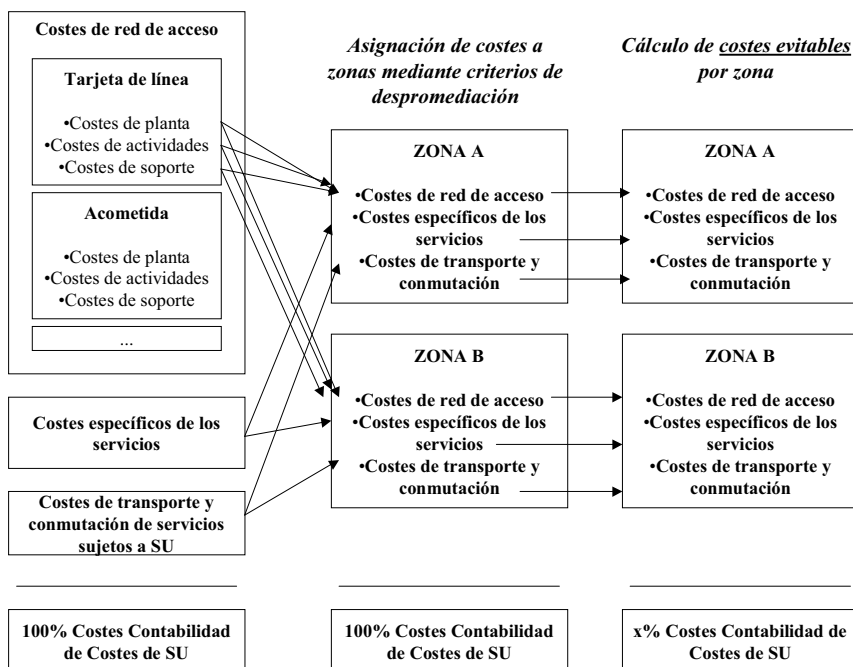 Costes de red de acceso
Tarjeta de línea
•Costes de planta
•Costes de actividades
•Costes de soporte
Acometida
•Costes de planta
•Costes de actividades
•Costes de soporte
...
Costes específicos de los
servicios
Costes de transporte y
conmutación de servicios
sujetos a SU
100% Costes Contabilidad
de Costes de SU
Asignación de costes a
zonas mediante criterios de
despromediación
ZONA A
•Costes de red de acceso
•Costes específicos de los
servicios
•Costes de transporte y
conmutación
ZONA B
•Costes de red de acceso
•Costes específicos de los
servicios
•Costes de transporte y
conmutación
100% Costes Contabilidad
de Costes de SU
Cálculo de costes evitables
por zona
ZONA A
•Costes de red de acceso
•Costes específicos de los
servicios
•Costes de transporte y
conmutación
ZONA B
•Costes de red de acceso
•Costes específicos de los
servicios
•Costes de transporte y
conmutación
x% Costes Contabilidad de
Costes de SU